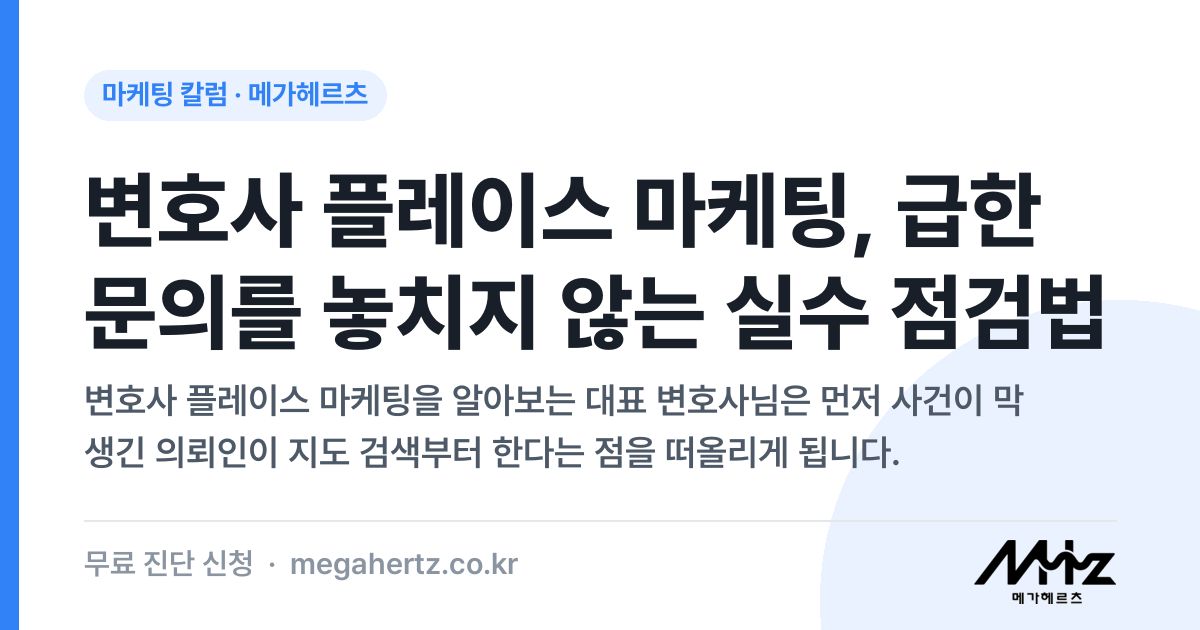 마케팅 칼럼 · 메가헤르츠
변호사 플레이스 마케팅, 급한
문의를 놓치지 않는 실수 점검법
변호사 플레이스 마케팅을 알아보는 대표 변호사님은 먼저 사건이 막
생긴 의뢰인이 지도 검색부터 한다는 점을 떠올리게 됩니다.
무료 진단 신청 · megahertz.co.kr
MHz
메가헤르츠